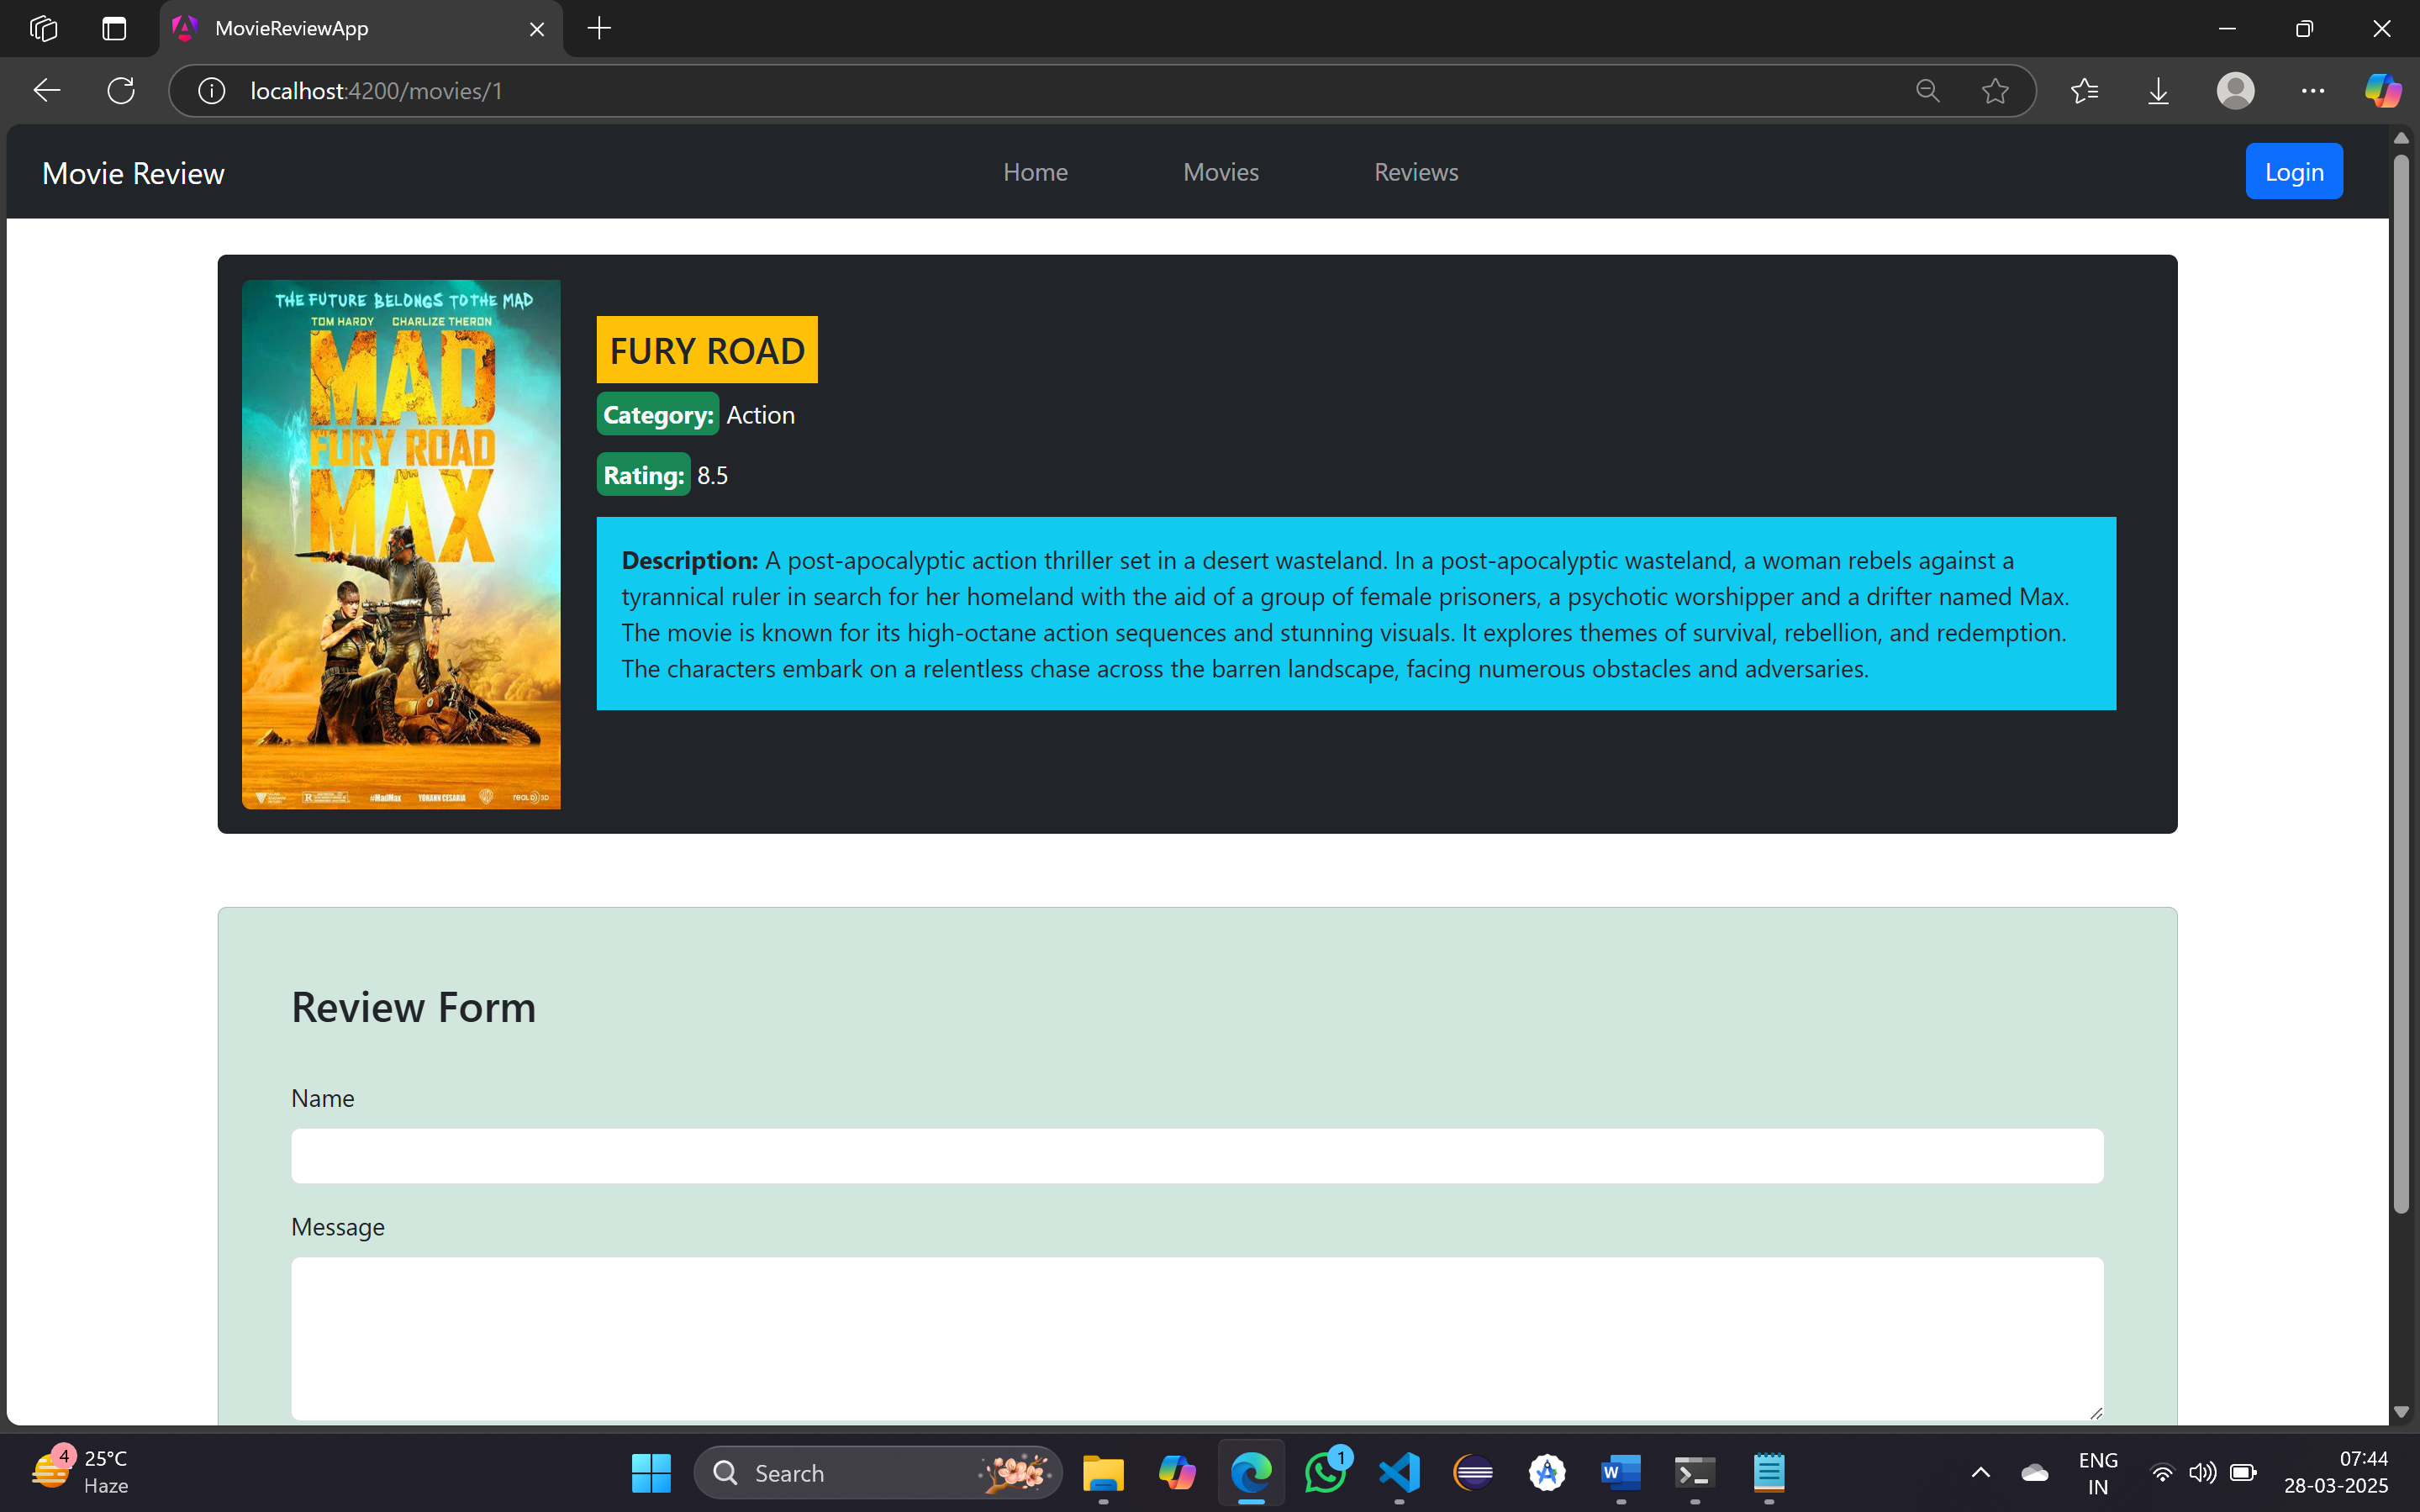 MovieReviewApp
localhost:4200/movies/1
Movie Review
Home
Movies
Reviews
Login
THE FUTURE BELONGS TO THE MAD
TOM HARDY CHARLIZE THERON
MAD
FURY ROAD
MAX
R
#MadMax
YOHANN CESARIA
REAL D 3D
FURY ROAD
Category: Action
Rating: 8.5
Description: A post-apocalyptic action thriller set in a desert wasteland. In a post-apocalyptic wasteland, a woman rebels against a
tyrannical ruler in search for her homeland with the aid of a group of female prisoners, a psychotic worshipper and a drifter named Max.
The movie is known for its high-octane action sequences and stunning visuals. It explores themes of survival, rebellion, and redemption.
The characters embark on a relentless chase across the barren landscape, facing numerous obstacles and adversaries.
Review Form
Name
Message
4
25°C
Haze
Search
1
W
ENG
IN
07:44
28-03-2025